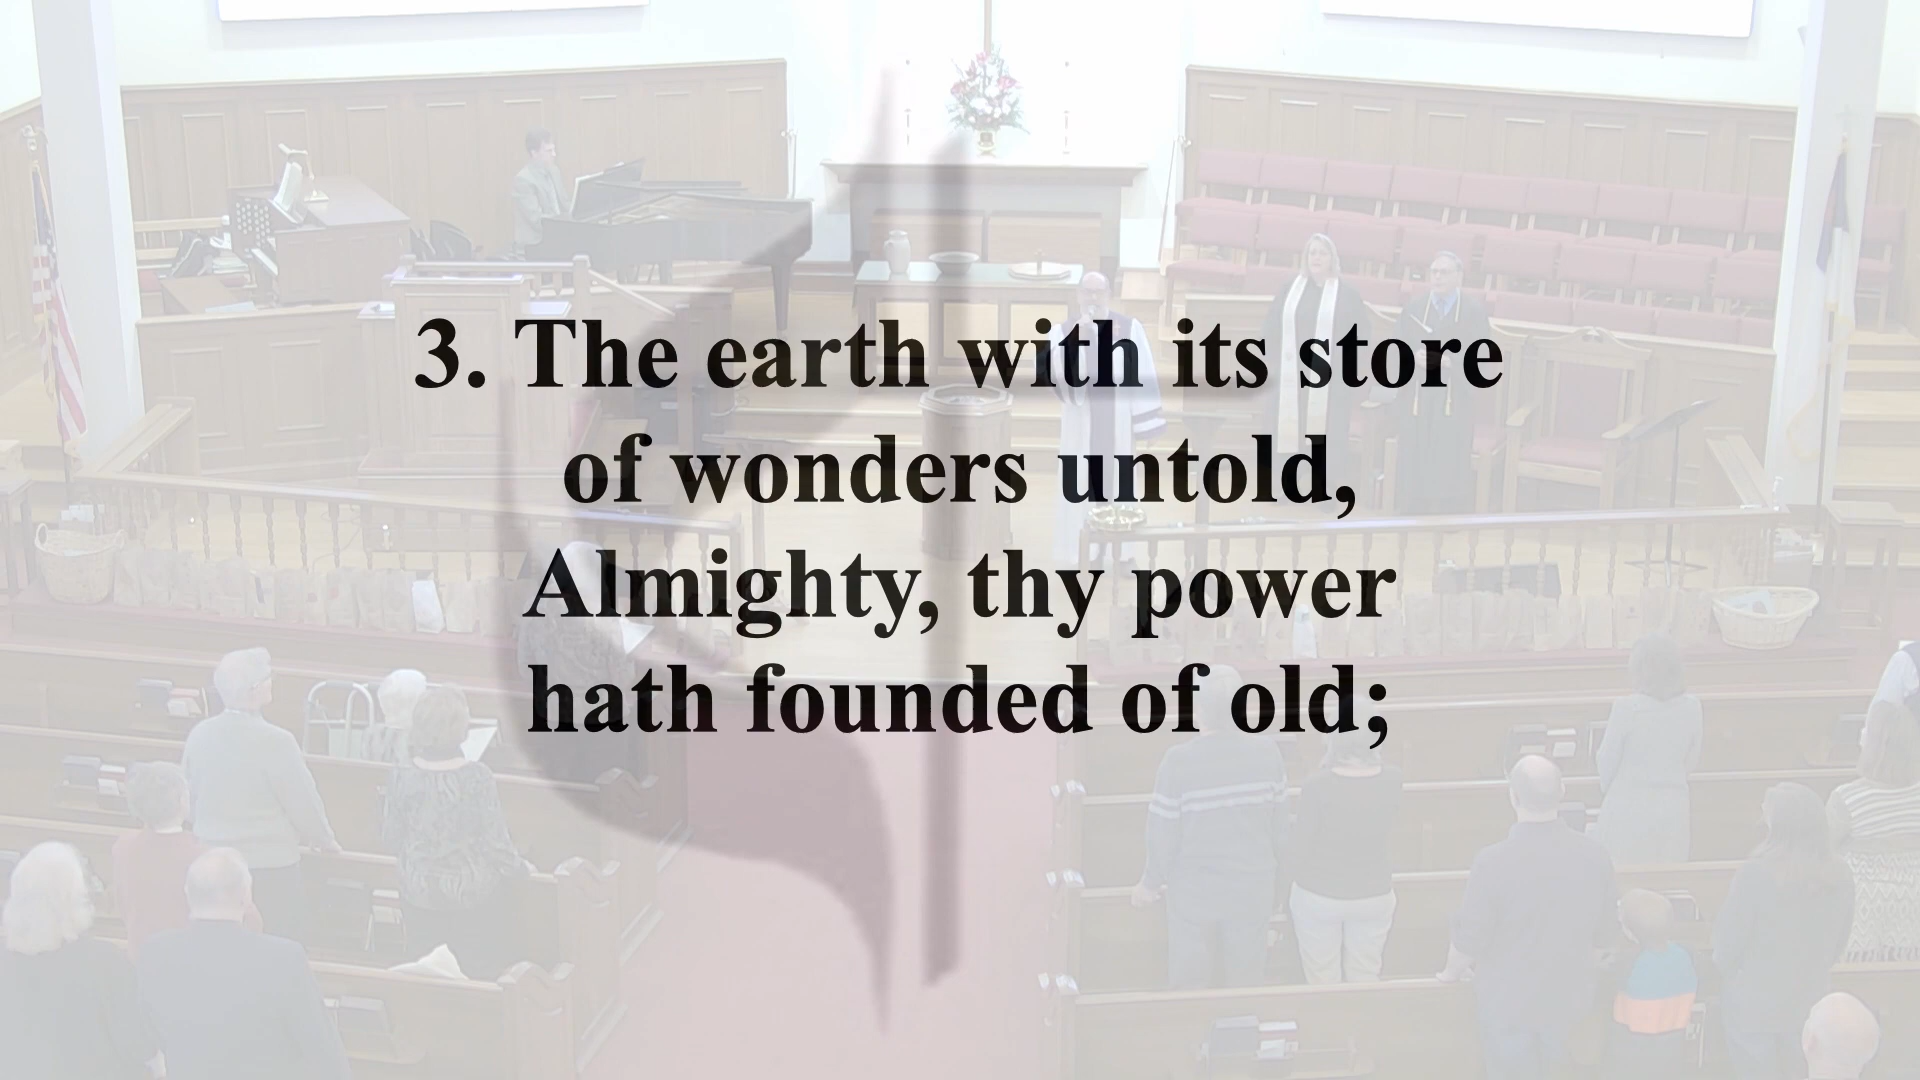 3. The earth with its store
of wonders untold,
Almighty, thy power
hath founded of old;